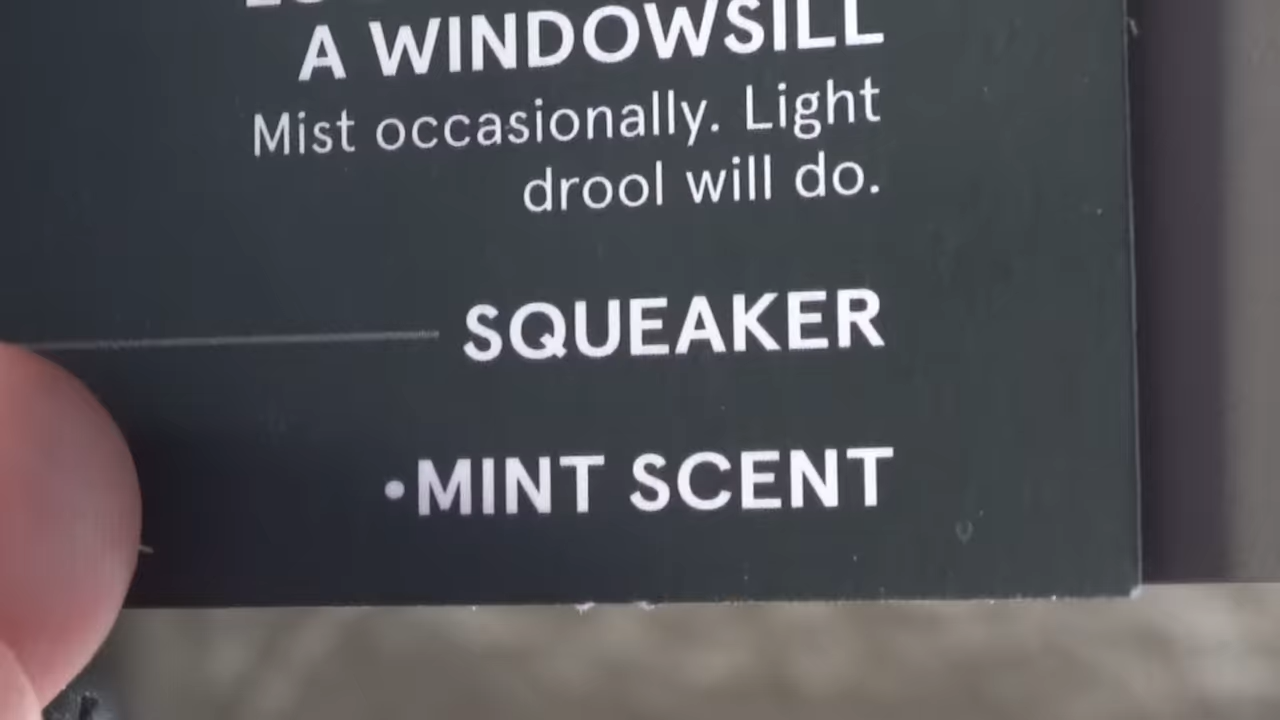 A WINDOWSILL
Mist occasionally. Light
drool will do.
SQUEAKER
•MINT SCENT